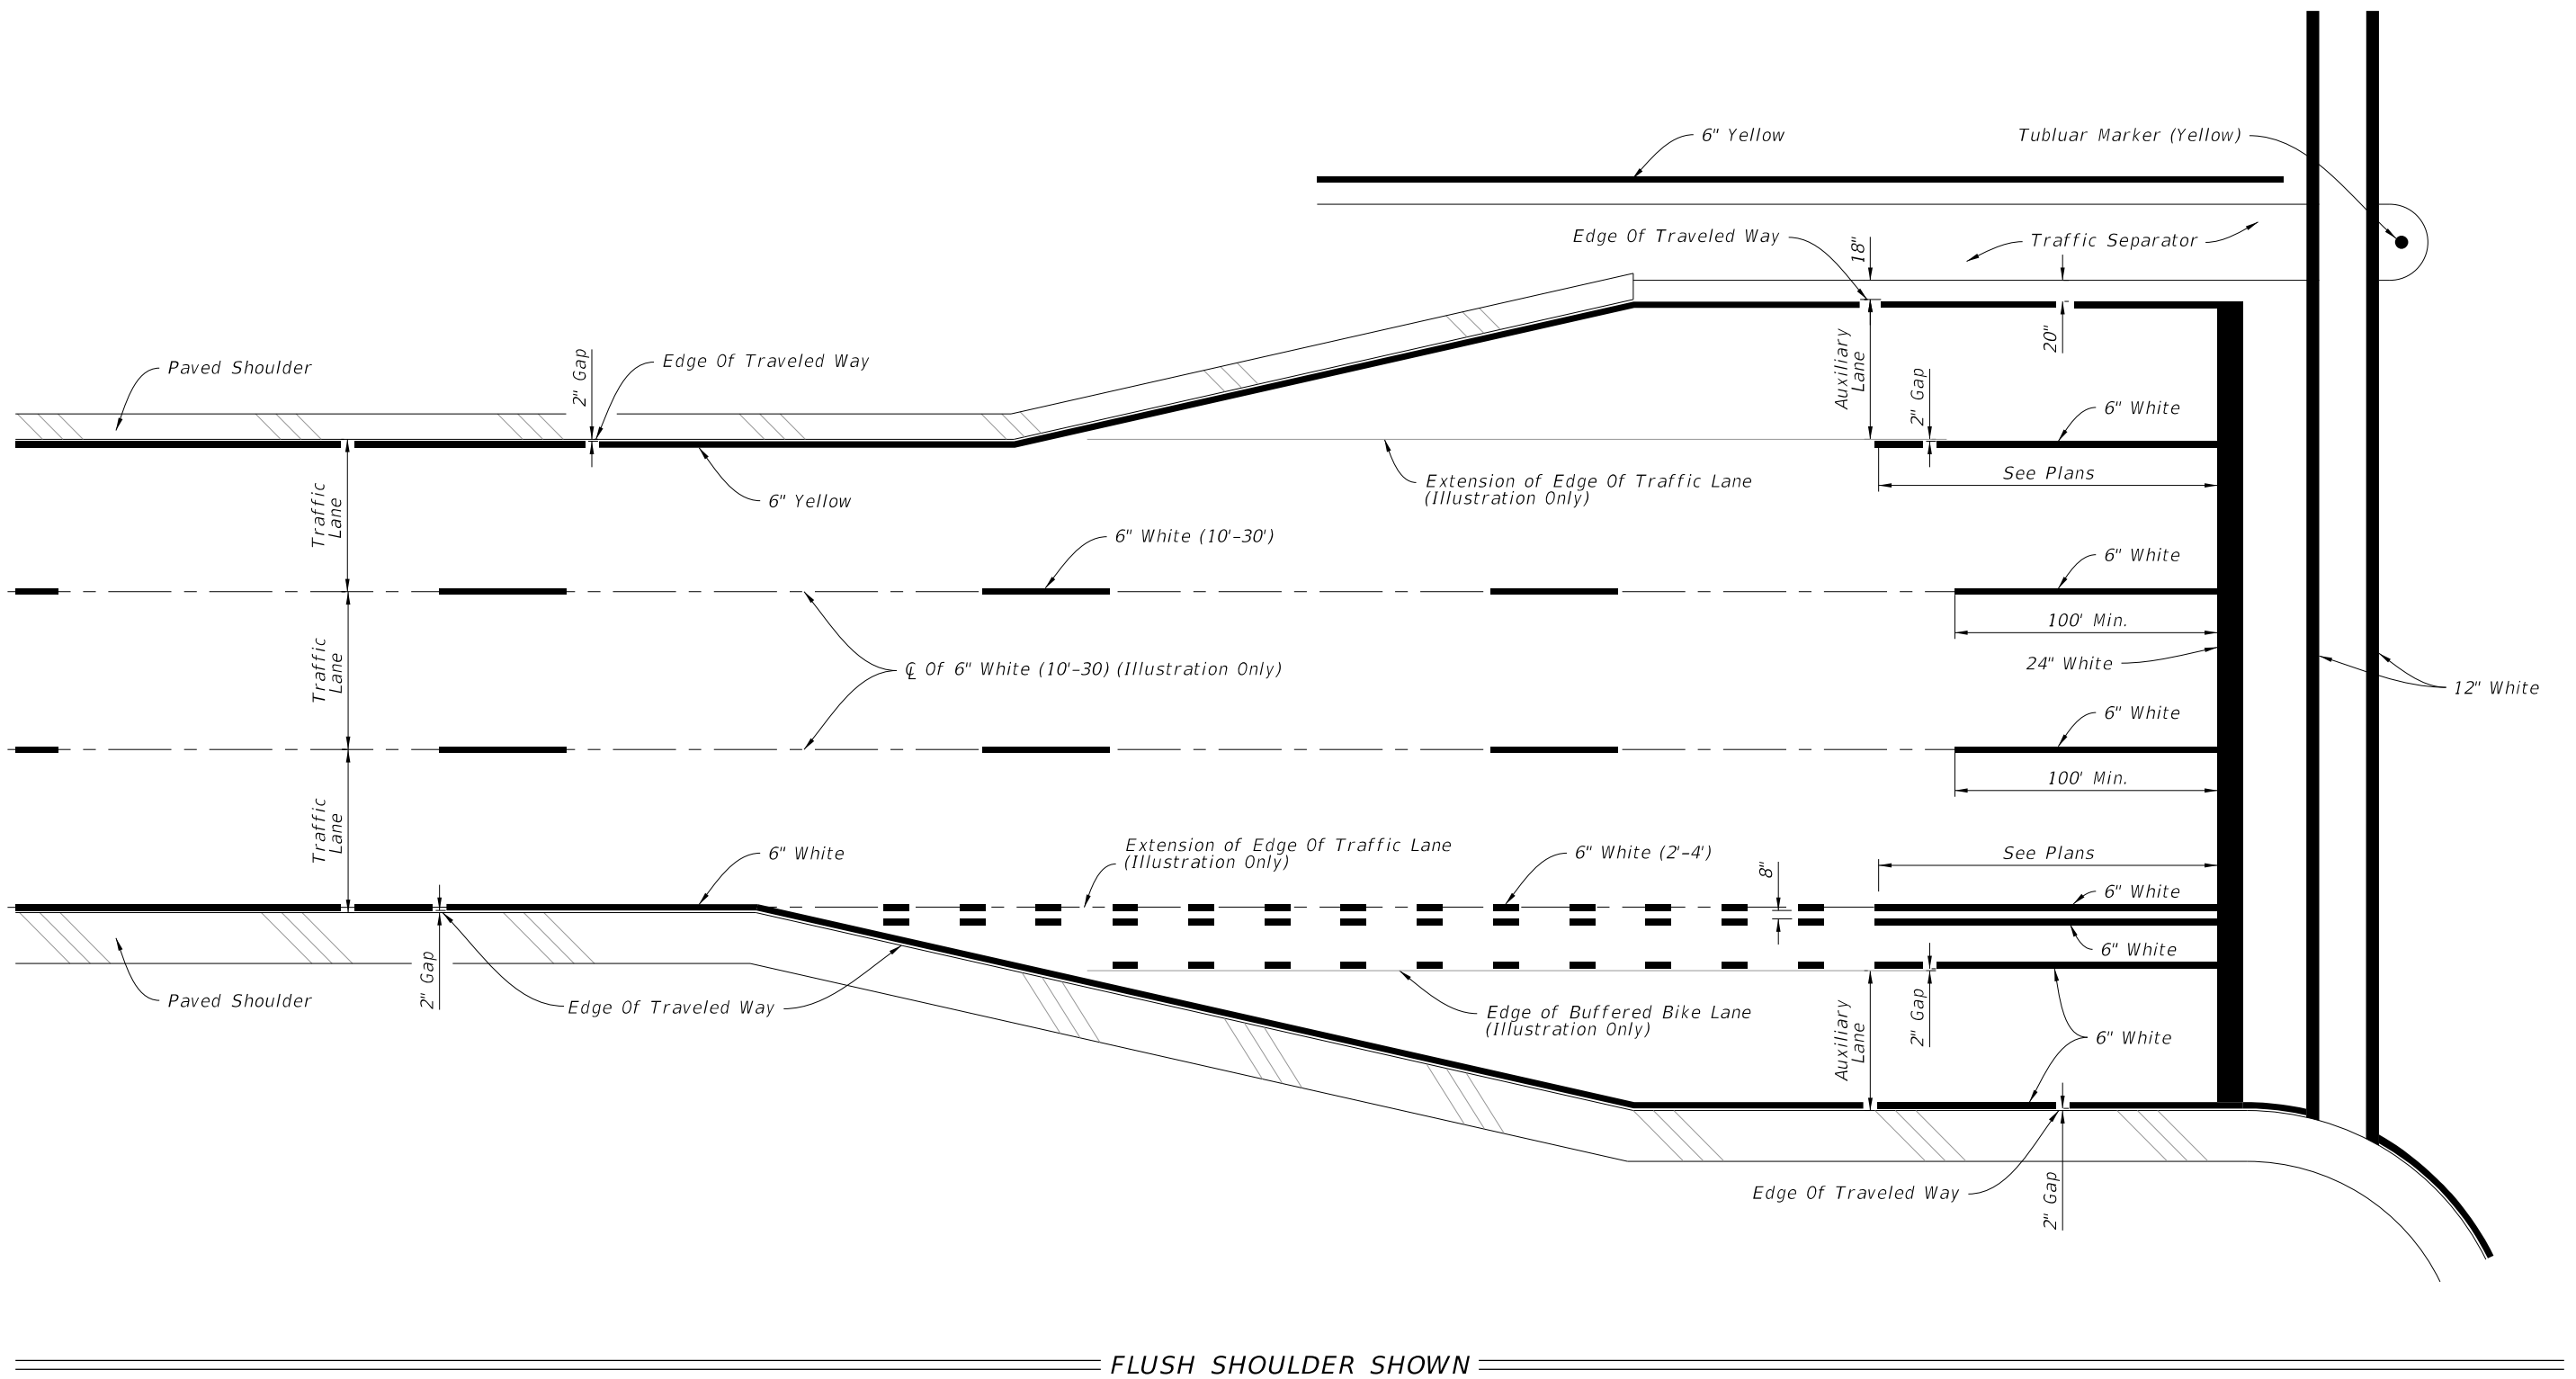 6" Yellow
Tubluar Marker (Yellow)
Edge Of Traveled Way
18"
Traffic Separator
20"
Paved Shoulder
2" Gap
Edge Of Traveled Way
Auxiliary
Lane
2" Gap
6" White
6" Yellow
Extension of Edge Of Traffic Lane
(Illustration Only)
See Plans
Traffic
Lane
6" White (10'-30')
6" White
100' Min.
Traffic
Lane
℄ Of 6" White (10'-30) (Illustration Only)
24" White
12" White
6" White
100' Min.
Traffic
Lane
6" White
Extension of Edge Of Traffic Lane
(Illustration Only)
6" White (2'-4')
8"
See Plans
6" White
6" White
Paved Shoulder
2" Gap
Edge Of Traveled Way
Edge of Buffered Bike Lane
(Illustration Only)
Auxiliary
Lane
2" Gap
6" White
Edge Of Traveled Way
2" Gap
FLUSH SHOULDER SHOWN